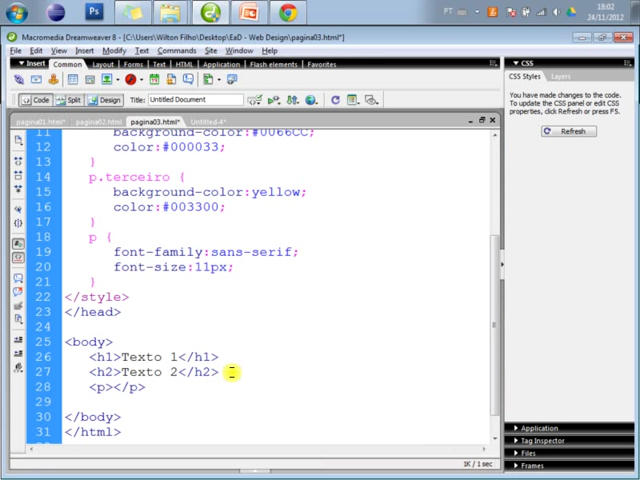 PT
18:02
24/11/2012
Macromedia Dreamweaver 8 - [C:\Users\Wilton Filho\Desktop\EaD - Web Design\pagina03.html*]
File Edit View Insert Modify Text Commands Site Window Help
Insert Common Layout Forms Text HTML Application Flash elements Favorites
CSS
CSS Styles Layers
Code Split Design Title: Untitled Document
You have made changes to the code.
To update the CSS panel or edit CSS
properties, click Refresh or press F5.
Refresh
pagina01.html* pagina02.html pagina03.html* Untitled-4*
11 background-color:#0066CC;
12 color:#000033;
13 }
14 p.terceiro {
15 background-color:yellow;
16 color:#003300;
17 }
18 p {
19 font-family:sans-serif;
20 font-size:11px;
21 }
22 </style>
23 </head>
24
25 <body>
26 <h1>Texto 1</h1>
27 <h2>Texto 2</h2>
28 <p></p>
29
30 </body>
31 </html>
1K / 1 sec
Application
Tag Inspector
Files
Frames